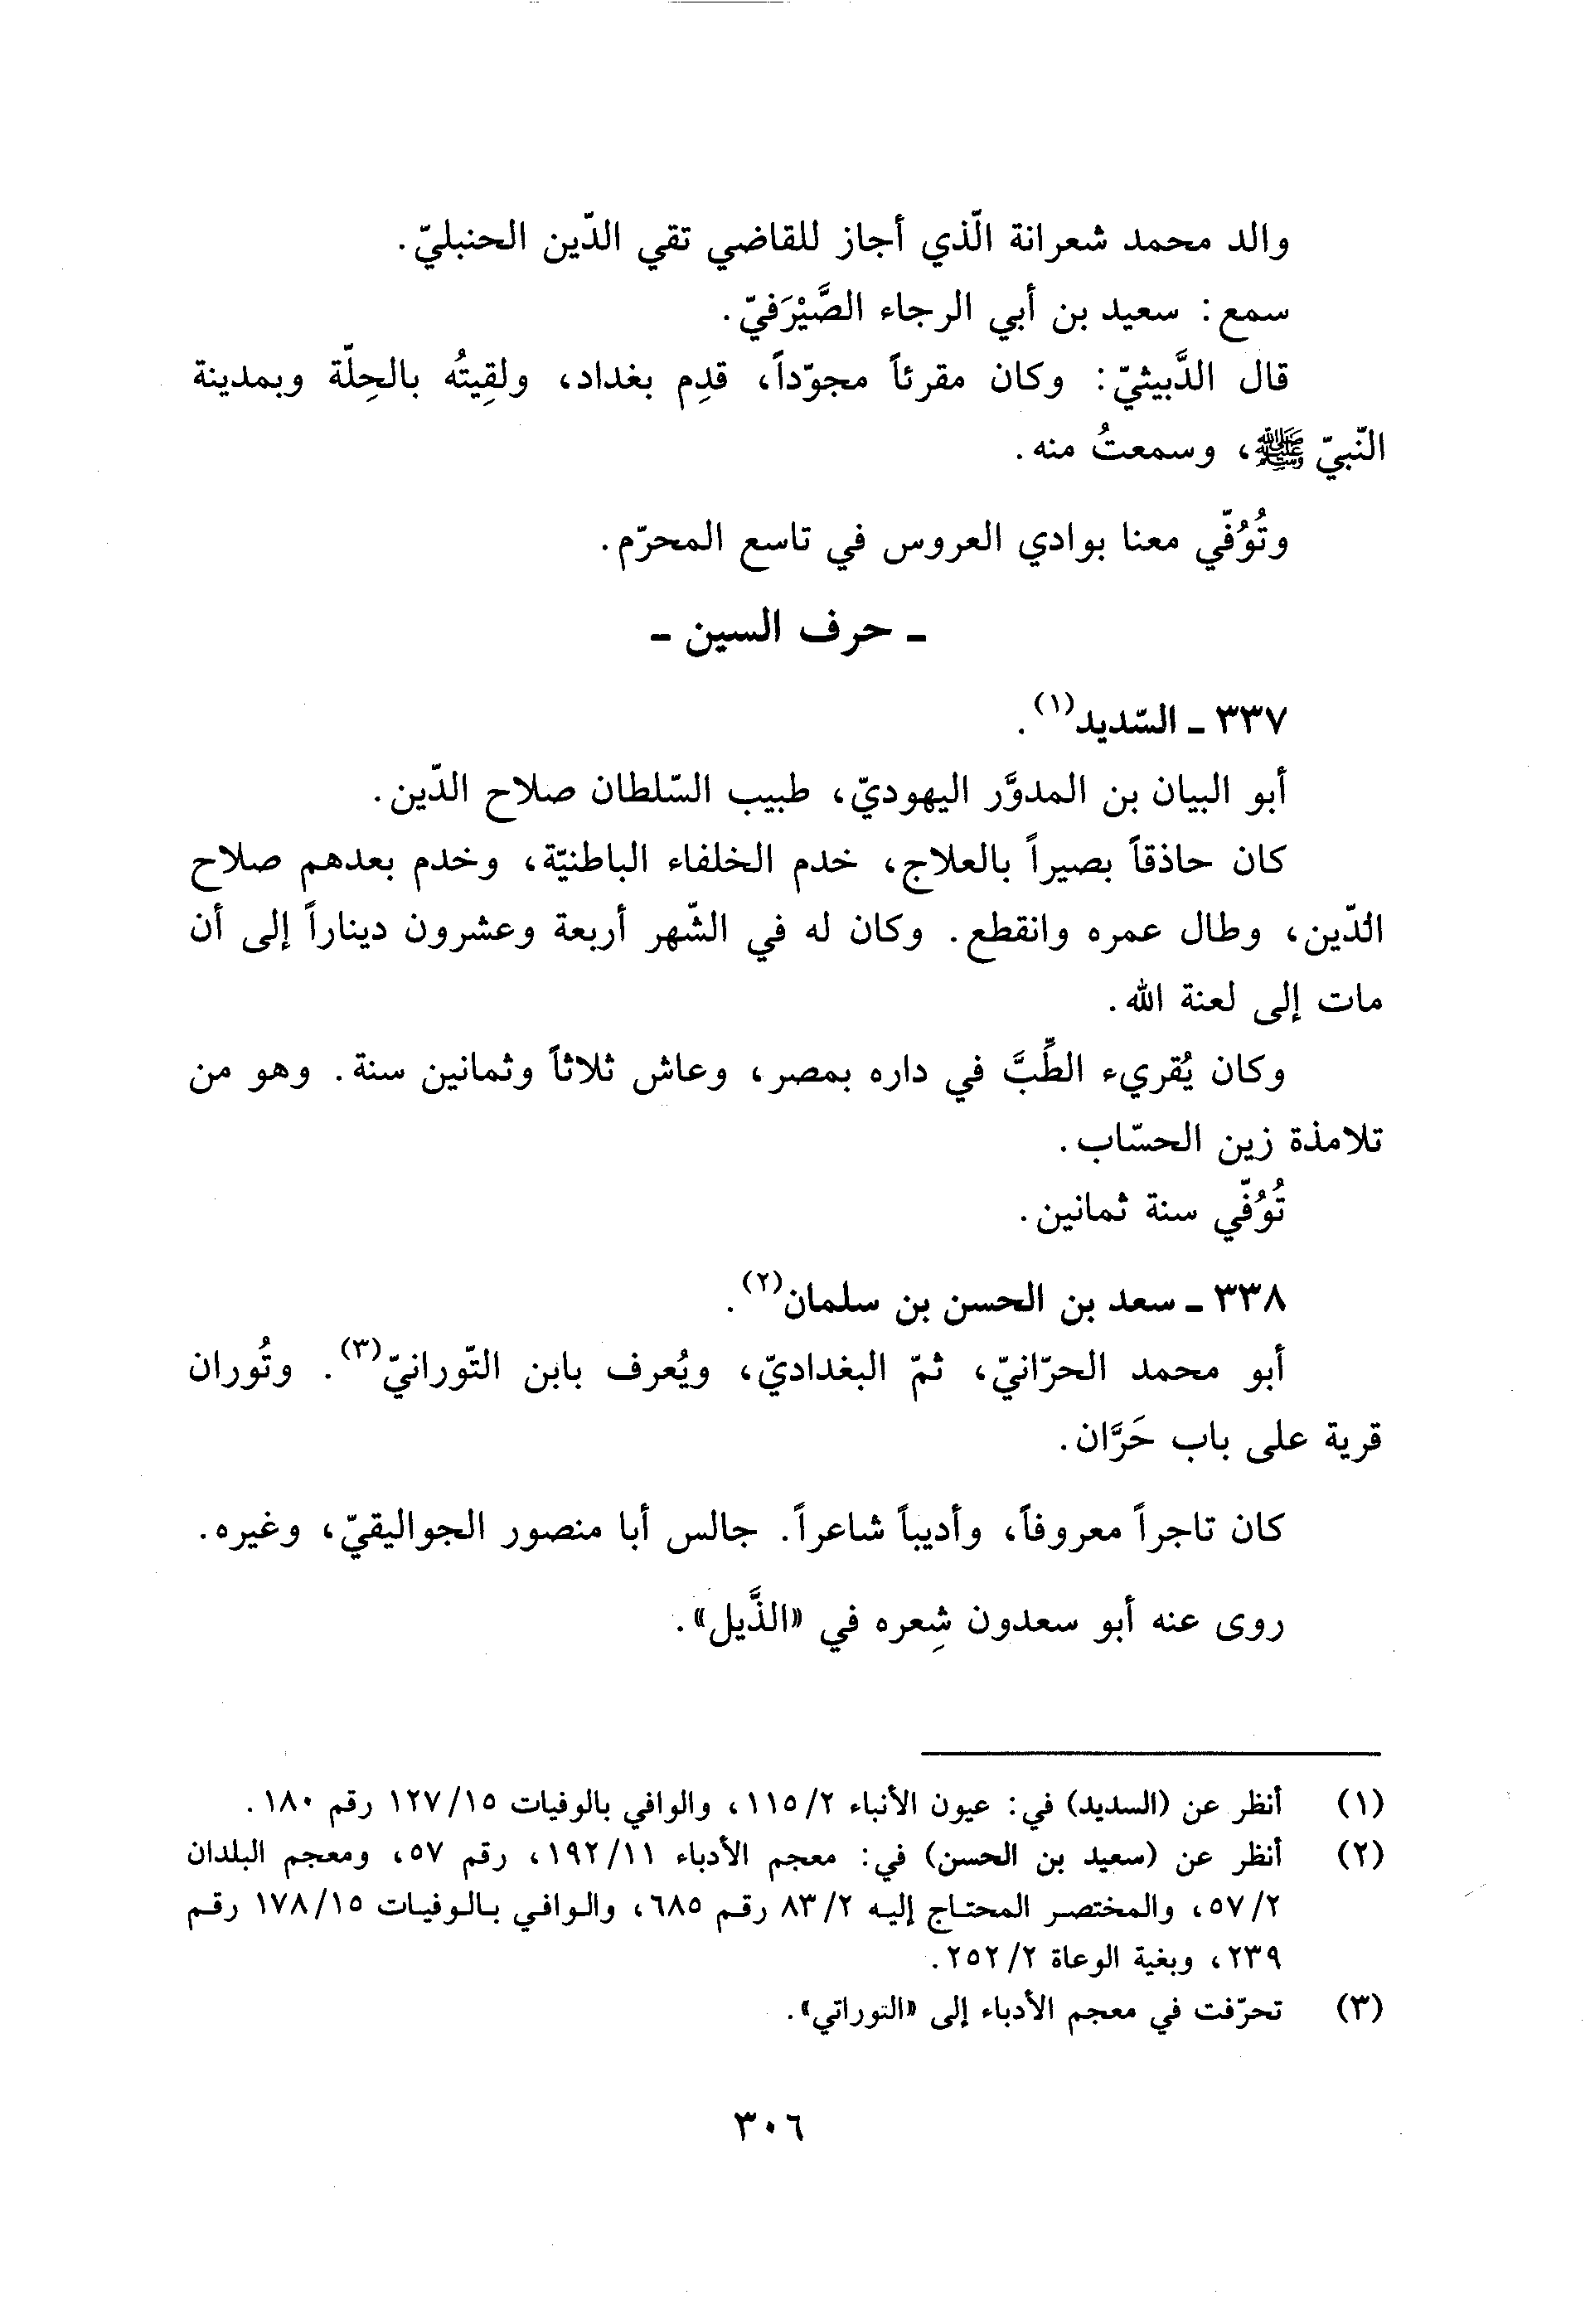 والد محمد شعرانة الّذي أجاز للقاضي تقي الدّين الحنبليّ.
سمع: سعيد بن أبي الرجاء الصَّيْرَفيّ.
قال الدَّبيثيّ: وكان مقرئاً مجوّداً، قدِم بغداد، ولقِيتُه بالحِلّة وبمدينة
النّبيّ ﷺ، وسمعتُ منه.
وتُوُفّي معنا بوادي العروس في تاسع المحرّم.
ـ حرف السين ـ
٣٣٧ ـ السّديد(١).
أبو البيان بن المدوَّر اليهوديّ، طبيب السّلطان صلاح الدّين.
كان حاذقاً بصيراً بالعلاج، خدم الخلفاء الباطنيّة، وخدم بعدهم صلاح
الدّين، وطال عمره وانقطع. وكان له في الشّهر أربعة وعشرون ديناراً إلى أن
مات إلى لعنة الله.
وكان يُقريء الطِّبَّ في داره بمصر، وعاش ثلاثاً وثمانين سنة. وهو من
تلامذة زين الحسّاب.
تُوُفّي سنة ثمانين.
٣٣٨ ـ سعد بن الحسن بن سلمان(٢).
أبو محمد الحرّانيّ، ثمّ البغداديّ، ويُعرف بابن التّورانيّ(٣). وتُوران
قرية على باب حَرَّان.
كان تاجراً معروفاً، وأديباً شاعراً. جالس أبا منصور الجواليقيّ، وغيره.
روى عنه أبو سعدون شِعره في «الذَّيل».
(١) أنظر عن (السديد) في: عيون الأنباء ١١٥/٢، والوافي بالوفيات ١٢٧/١٥ رقم ١٨٠.
(٢) أنظر عن (سعيد بن الحسن) في: معجم الأدباء ١٩٢/١١، رقم ٥٧، ومعجم البلدان
٥٧/٢، والمختصر المحتاج إليه ٨٣/٢ رقم ٦٨٥، والوافي بالوفيات ١٧٨/١٥ رقم
٢٣٩، وبغية الوعاة ٢٥٢/٢.
(٣) تحرّفت في معجم الأدباء إلى «التوراتي».
٣٠٦